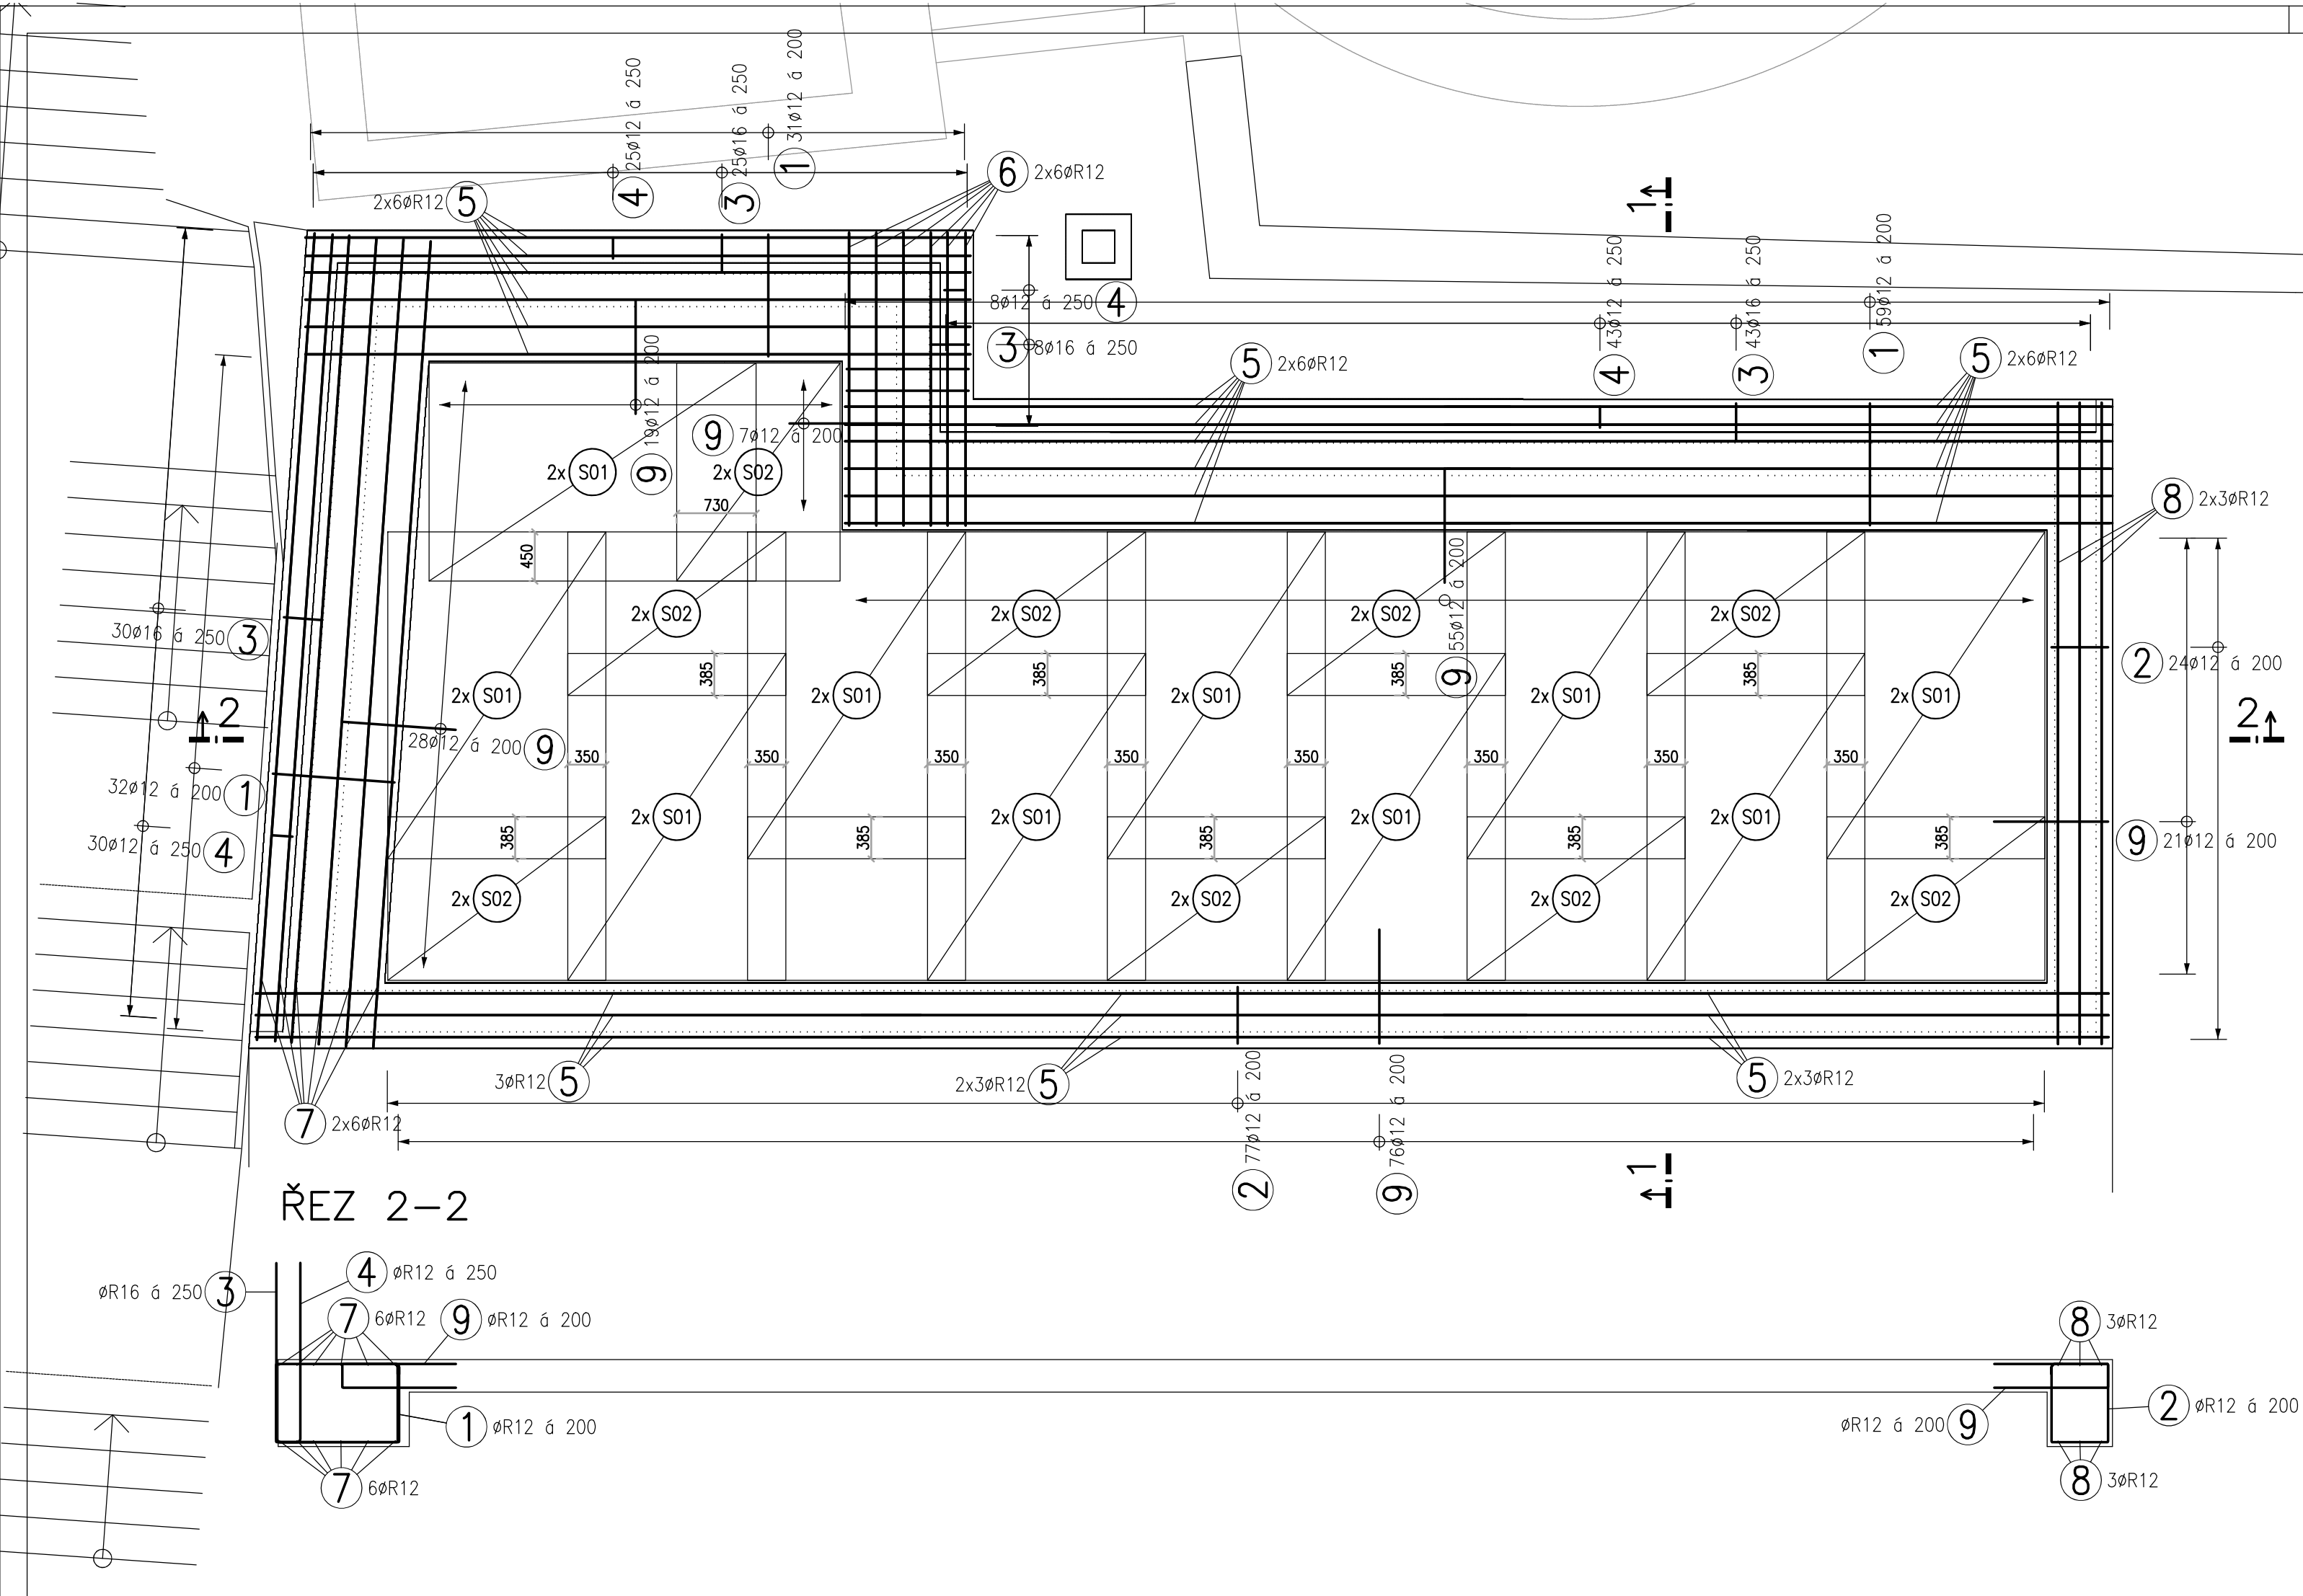 31ø12 á 200
1
25ø12 á 250
4
25ø16 á 250
3
2x6øR12 5
6 2x6øR12
1
8ø12 á 250 4
3 8ø16 á 250
43ø12 á 250
4
43ø16 á 250
3
59ø12 á 200
1
5 2x6øR12
5 2x6øR12
19ø12 á 200
9
9 7ø12 á 200
2x S01
2x S02
730
450
8 2x3øR12
55ø12 á 200
9
2x S02
2x S02
2x S02
2x S02
30ø16 á 250 3
385
385
385
385
2 24ø12 á 200
2x S01
2x S01
2x S01
2x S01
2x S01
2
2
28ø12 á 200 9
350
350
350
350
350
350
350
350
32ø12 á 200 1
30ø12 á 250 4
2x S01
2x S01
2x S01
2x S01
385
385
385
385
385
9 21ø12 á 200
2x S02
2x S02
2x S02
2x S02
3øR12 5
2x3øR12 5
5 2x3øR12
7 2x6øR12
77ø12 á 200
2
76ø12 á 200
9
1
ŘEZ 2-2
øR16 á 250 3
4 øR12 á 250
7 6øR12
9 øR12 á 200
8 3øR12
1 øR12 á 200
øR12 á 200 9
2 øR12 á 200
7 6øR12
8 3øR12